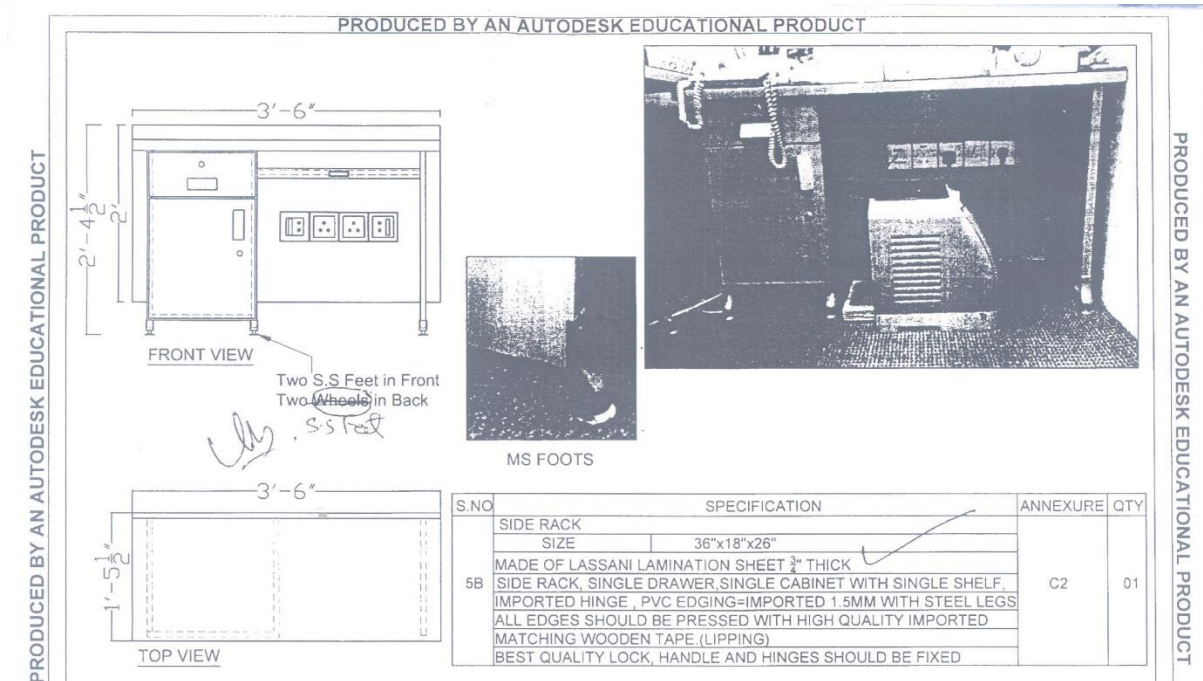 PRODUCED BY AN AUTODESK EDUCATIONAL PRODUCT
PRODUCED BY AN AUTODESK EDUCATIONAL PRODUCT
PRODUCED BY AN AUTODESK EDUCATIONAL PRODUCT
3'-6"
2'-4½"
2'
FRONT VIEW
Two S.S Feet in Front
Two Wheels in Back
S.S Feet
MS FOOTS
3'-6"
1'-5½"
TOP VIEW
S.NO SPECIFICATION ANNEXURE QTY
SIDE RACK
SIZE 36"x18"x26"
MADE OF LASSANI LAMINATION SHEET ¾" THICK
5B SIDE RACK, SINGLE DRAWER,SINGLE CABINET WITH SINGLE SHELF, C2 01
IMPORTED HINGE , PVC EDGING=IMPORTED 1.5MM WITH STEEL LEGS
ALL EDGES SHOULD BE PRESSED WITH HIGH QUALITY IMPORTED
MATCHING WOODEN TAPE.(LIPPING)
BEST QUALITY LOCK, HANDLE AND HINGES SHOULD BE FIXED